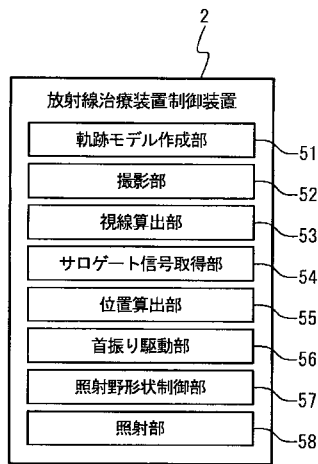 2
放射線治療装置制御装置
軌跡モデル作成部 51
撮影部 52
視線算出部 53
サロゲート信号取得部 54
位置算出部 55
首振り駆動部 56
照射野形状制御部 57
照射部 58